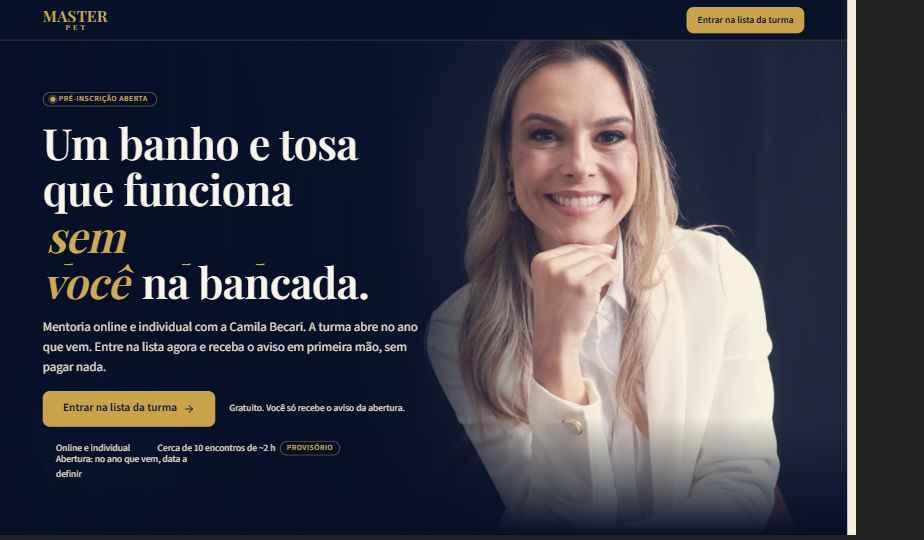 MASTER
PET
Entrar na lista da turma
PRÉ-INSCRIÇÃO ABERTA
Um banho e tosa
que funciona
sem
você na bancada.
Mentoria online e individual com a Camila Becari. A turma abre no ano
que vem. Entre na lista agora e receba o aviso em primeira mão, sem
pagar nada.
Entrar na lista da turma →
Gratuito. Você só recebe o aviso da abertura.
Online e individual
Cerca de 10 encontros de ~2 h
PROVISÓRIO
Abertura: no ano que vem, data a
definir